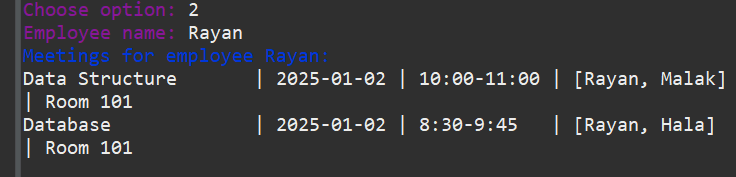 Choose option: 2
Employee name: Rayan
Meetings for employee Rayan:
Data Structure       | 2025-01-02 | 10:00-11:00 | [Rayan, Malak]
| Room 101
Database             | 2025-01-02 | 8:30-9:45   | [Rayan, Hala]
| Room 101